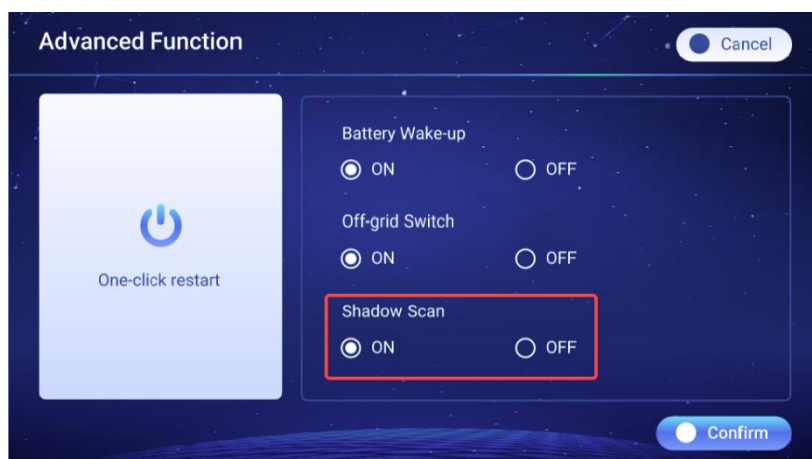 Advanced Function
Cancel
One-click restart
Battery Wake-up
ON OFF
Off-grid Switch
ON OFF
Shadow Scan
ON OFF
Confirm